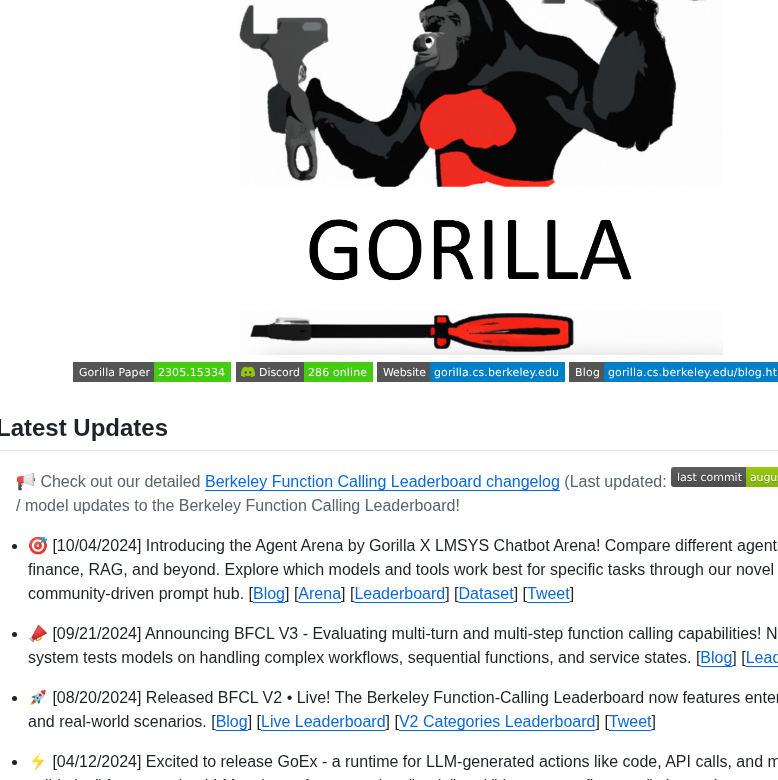 GORILLA
Gorilla Paper 2305.15334 Discord 286 online Website gorilla.cs.berkeley.edu Blog gorilla.cs.berkeley.edu/blog.ht
Latest Updates
📢 Check out our detailed Berkeley Function Calling Leaderboard changelog (Last updated: last commit augu
/ model updates to the Berkeley Function Calling Leaderboard!
• 🎯 [10/04/2024] Introducing the Agent Arena by Gorilla X LMSYS Chatbot Arena! Compare different agent
finance, RAG, and beyond. Explore which models and tools work best for specific tasks through our novel
community-driven prompt hub. [Blog] [Arena] [Leaderboard] [Dataset] [Tweet]
• 📣 [09/21/2024] Announcing BFCL V3 - Evaluating multi-turn and multi-step function calling capabilities! N
system tests models on handling complex workflows, sequential functions, and service states. [Blog] [Lead
• 🚀 [08/20/2024] Released BFCL V2 • Live! The Berkeley Function-Calling Leaderboard now features enter
and real-world scenarios. [Blog] [Live Leaderboard] [V2 Categories Leaderboard] [Tweet]
• ⚡️ [04/12/2024] Excited to release GoEx - a runtime for LLM-generated actions like code, API calls, and m